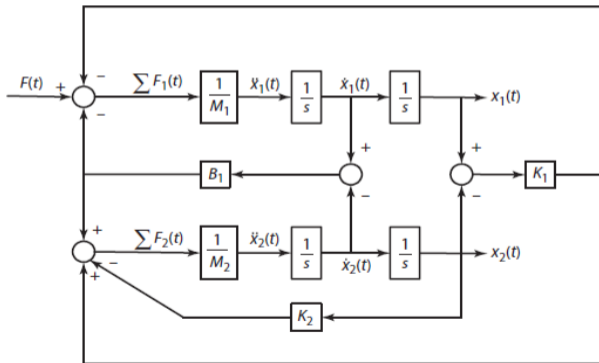 −
F(t) + ∑F₁(t) 1/M₁ ẍ₁(t) 1/s ẋ₁(t) 1/s x₁(t)
−
+ +
B₁ K₁
− −
+
∑F₂(t) 1/M₂ ẍ₂(t) 1/s ẋ₂(t) 1/s x₂(t)
+ −
K₂